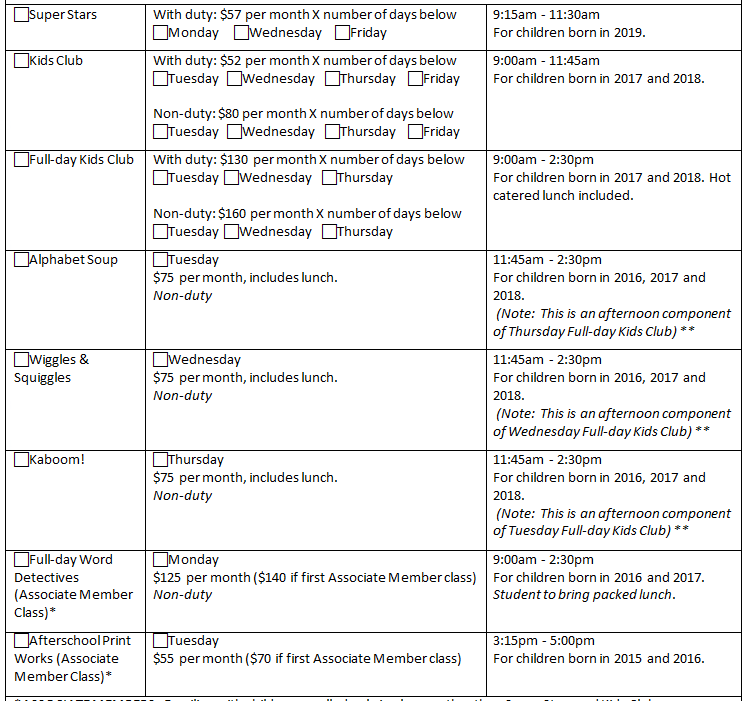 Super Stars
With duty: $57 per month X number of days below
Monday Wednesday Friday
9:15am - 11:30am
For children born in 2019.
Kids Club
With duty: $52 per month X number of days below
Tuesday Wednesday Thursday Friday
Non-duty: $80 per month X number of days below
Tuesday Wednesday Thursday Friday
9:00am - 11:45am
For children born in 2017 and 2018.
Full-day Kids Club
With duty: $130 per month X number of days below
Tuesday Wednesday Thursday
Non-duty: $160 per month X number of days below
Tuesday Wednesday Thursday
9:00am - 2:30pm
For children born in 2017 and 2018. Hot
catered lunch included.
Alphabet Soup
Tuesday
$75 per month, includes lunch.
Non-duty
11:45am - 2:30pm
For children born in 2016, 2017 and
2018.
(Note: This is an afternoon component
of Thursday Full-day Kids Club) **
Wiggles &
Squiggles
Wednesday
$75 per month, includes lunch.
Non-duty
11:45am - 2:30pm
For children born in 2016, 2017 and
2018.
(Note: This is an afternoon component
of Wednesday Full-day Kids Club) **
Kaboom!
Thursday
$75 per month, includes lunch.
Non-duty
11:45am - 2:30pm
For children born in 2016, 2017 and
2018.
(Note: This is an afternoon component
of Tuesday Full-day Kids Club) **
Full-day Word
Detectives
(Associate Member
Class)*
Monday
$125 per month ($140 if first Associate Member class)
Non-duty
9:00am - 2:30pm
For children born in 2016 and 2017.
Student to bring packed lunch.
Afterschool Print
Works (Associate
Member Class)*
Tuesday
$55 per month ($70 if first Associate Member class)
3:15pm - 5:00pm
For children born in 2015 and 2016.